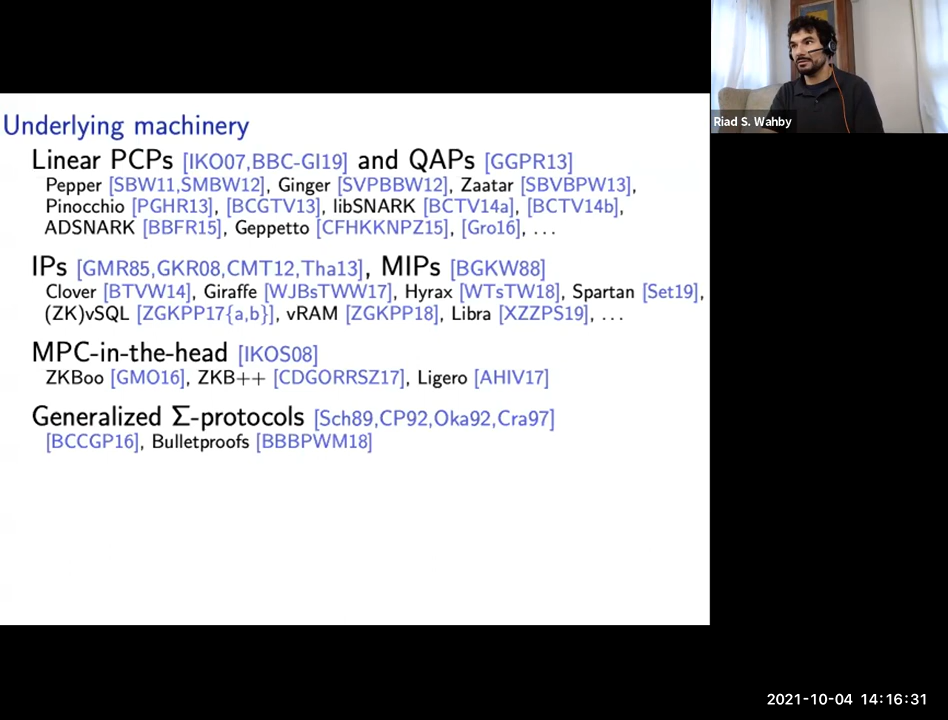 Underlying machinery
Linear PCPs [IKO07,BBC-GI19] and QAPs [GGPR13]
Pepper [SBW11,SMBW12], Ginger [SVPBBW12], Zaatar [SBVBPW13],
Pinocchio [PGHR13], [BCGTV13], libSNARK [BCTV14a], [BCTV14b],
ADSNARK [BBFR15], Geppetto [CFHKKNPZ15], [Gro16], ...
IPs [GMR85,GKR08,CMT12,Tha13], MIPs [BGKW88]
Clover [BTVW14], Giraffe [WJBsTWW17], Hyrax [WTsTW18], Spartan [Set19],
(ZK)vSQL [ZGKPP17{a,b}], vRAM [ZGKPP18], Libra [XZZPS19], ...
MPC-in-the-head [IKOS08]
ZKBoo [GMO16], ZKB++ [CDGORRSZ17], Ligero [AHIV17]
Generalized Σ-protocols [Sch89,CP92,Oka92,Cra97]
[BCCGP16], Bulletproofs [BBBPWM18]
Riad S. Wahby
2021-10-04 14:16:31